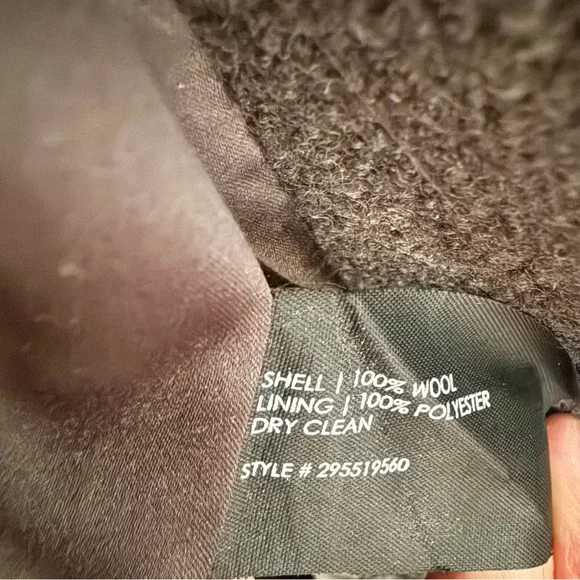 SHELL | 100% WOOL
LINING | 100% POLYESTER
DRY CLEAN
STYLE # 295519560